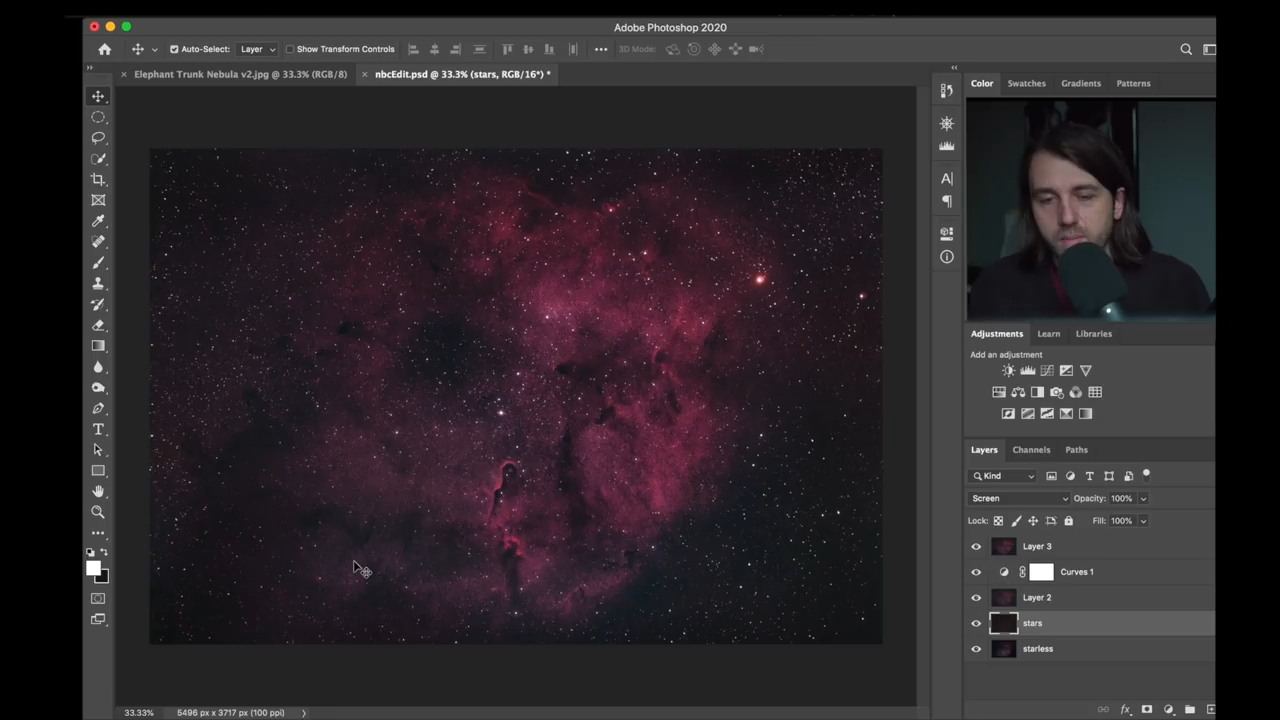 Adobe Photoshop 2020
Auto-Select: Layer Show Transform Controls 3D Mode:
Elephant Trunk Nebula v2.jpg @ 33.3% (RGB/8) nbcEdit.psd @ 33.3% (stars, RGB/16*) *
Color Swatches Gradients Patterns
Adjustments Learn Libraries
Add an adjustment
Layers Channels Paths
Kind
Screen Opacity: 100%
Lock: Fill: 100%
Layer 3
Curves 1
Layer 2
stars
starless
33.33% 5496 px x 3717 px (100 ppi)